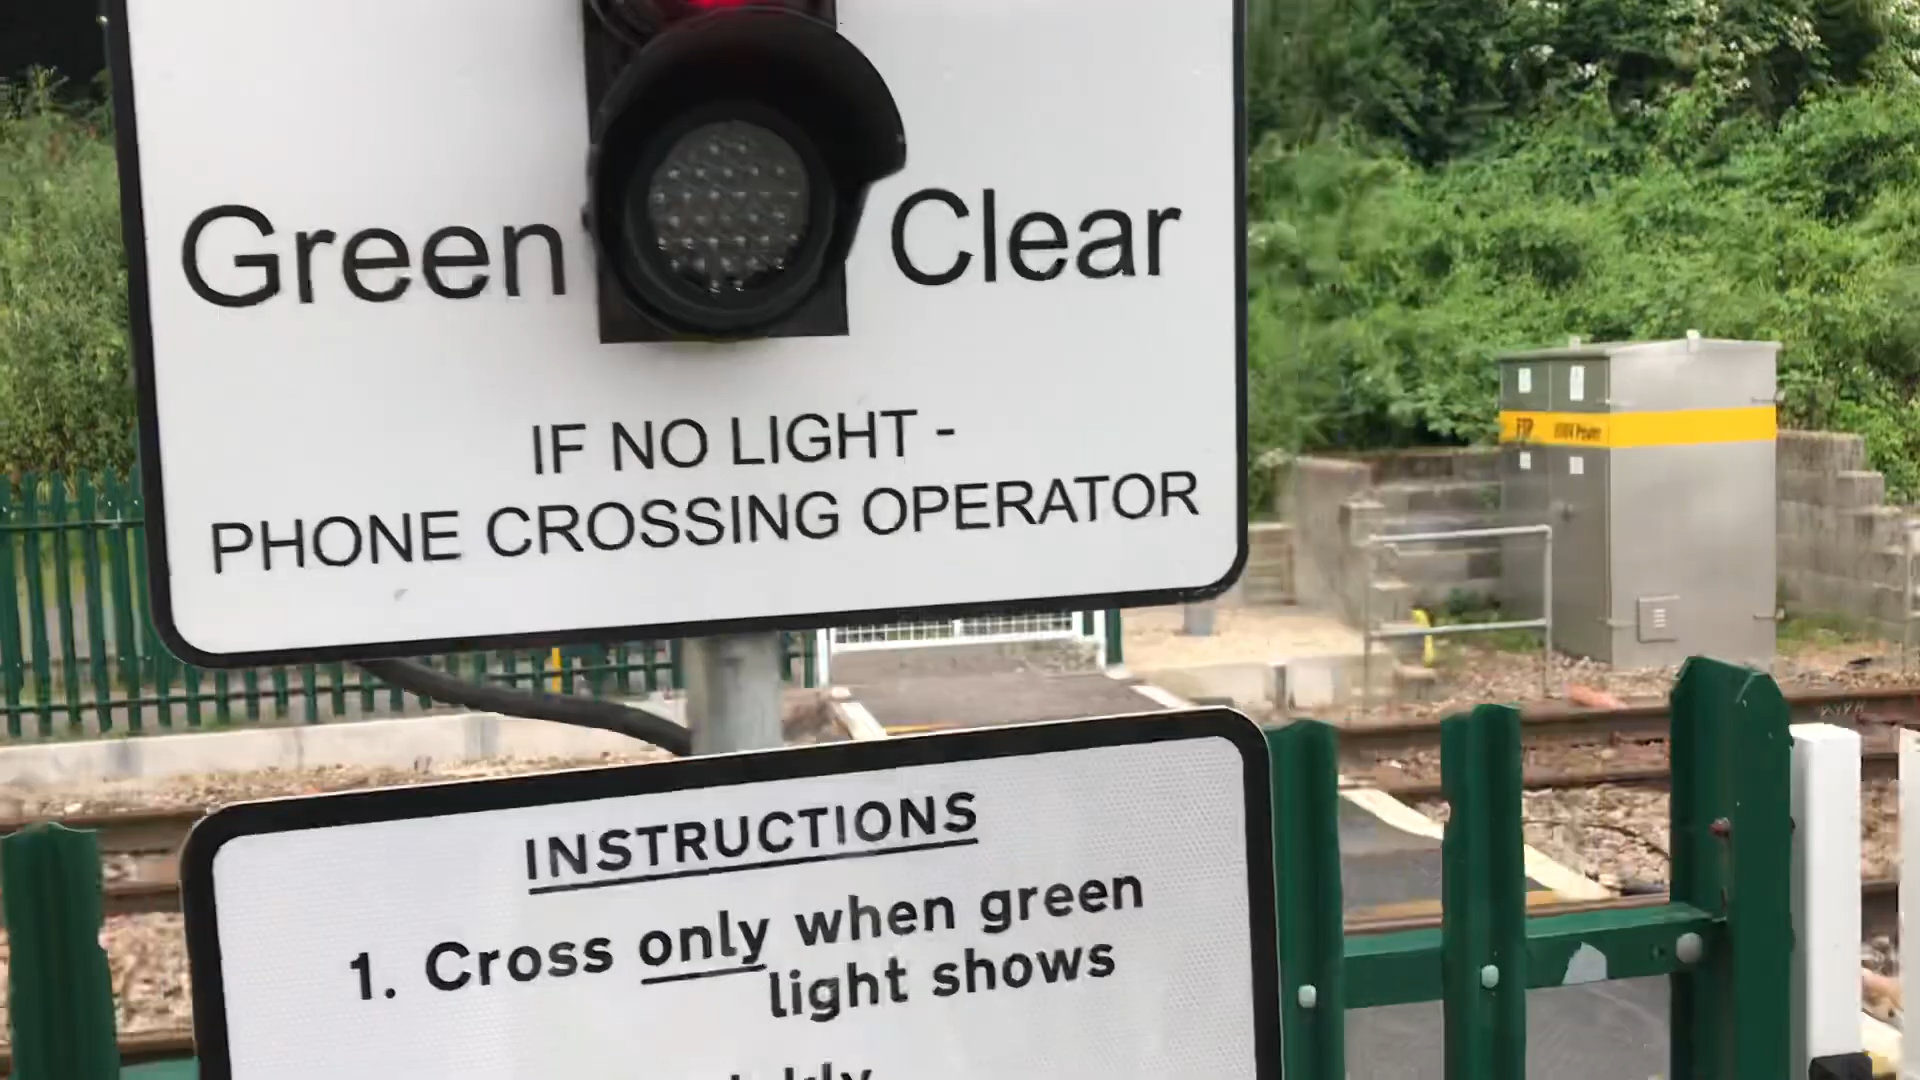 Green Clear
IF NO LIGHT -
PHONE CROSSING OPERATOR
INSTRUCTIONS
1. Cross only when green
light shows